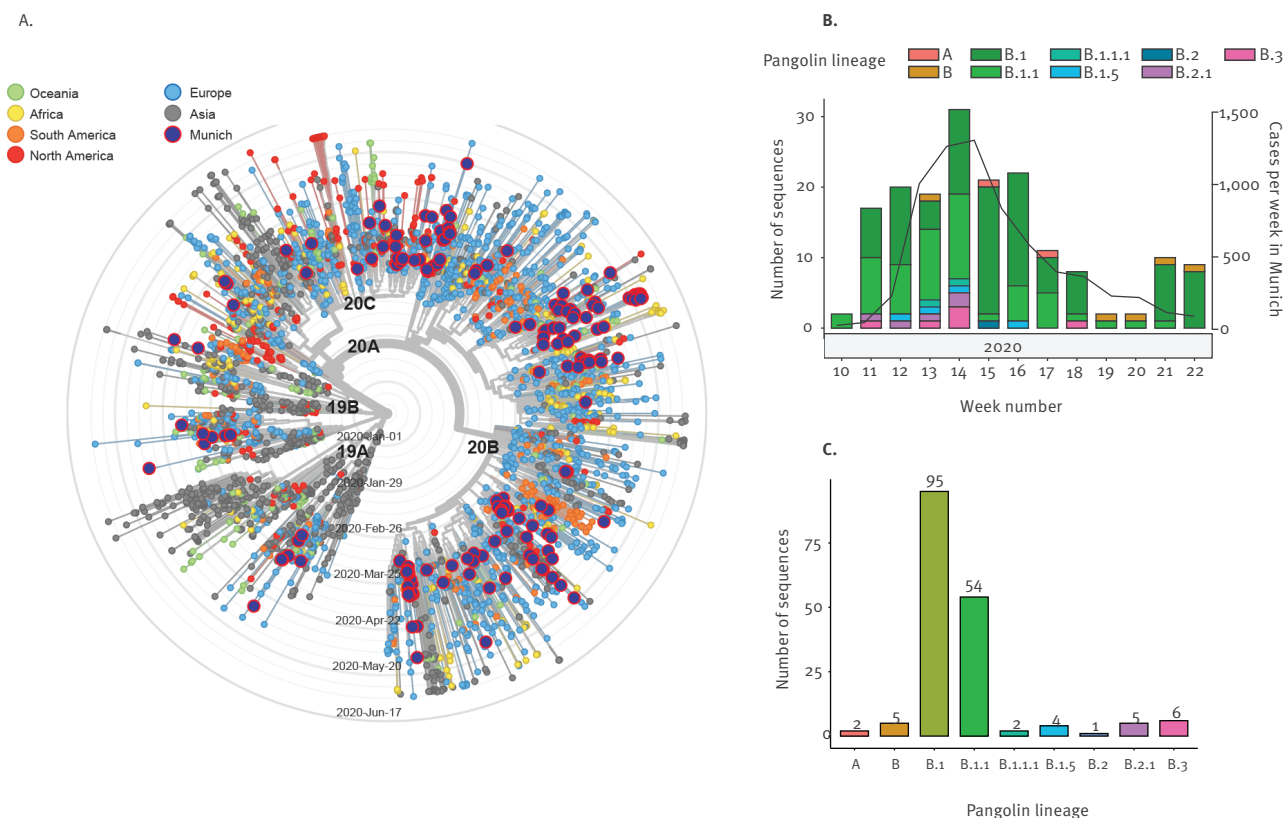 A.
Oceania
Africa
South America
North America
Europe
Asia
Munich
20C
20A
19B
2020-Jan-01
19A
20B
2020-Jan-29
2020-Feb-26
2020-Mar-25
2020-Apr-22
2020-May-20
2020-Jun-17
B.
Pangolin lineage
A
B.1
B.1.1.1
B.2
B.3
B
B.1.1
B.1.5
B.2.1
Number of sequences
30
20
10
0
1,500
1,000
500
0
Cases per week in Munich
2020
10 11 12 13 14 15 16 17 18 19 20 21 22
Week number
C.
Number of sequences
75
50
25
0
2 5 95 54 2 4 1 5 6
A B B.1 B.1.1 B.1.1.1 B.1.5 B.2 B.2.1 B.3
Pangolin lineage